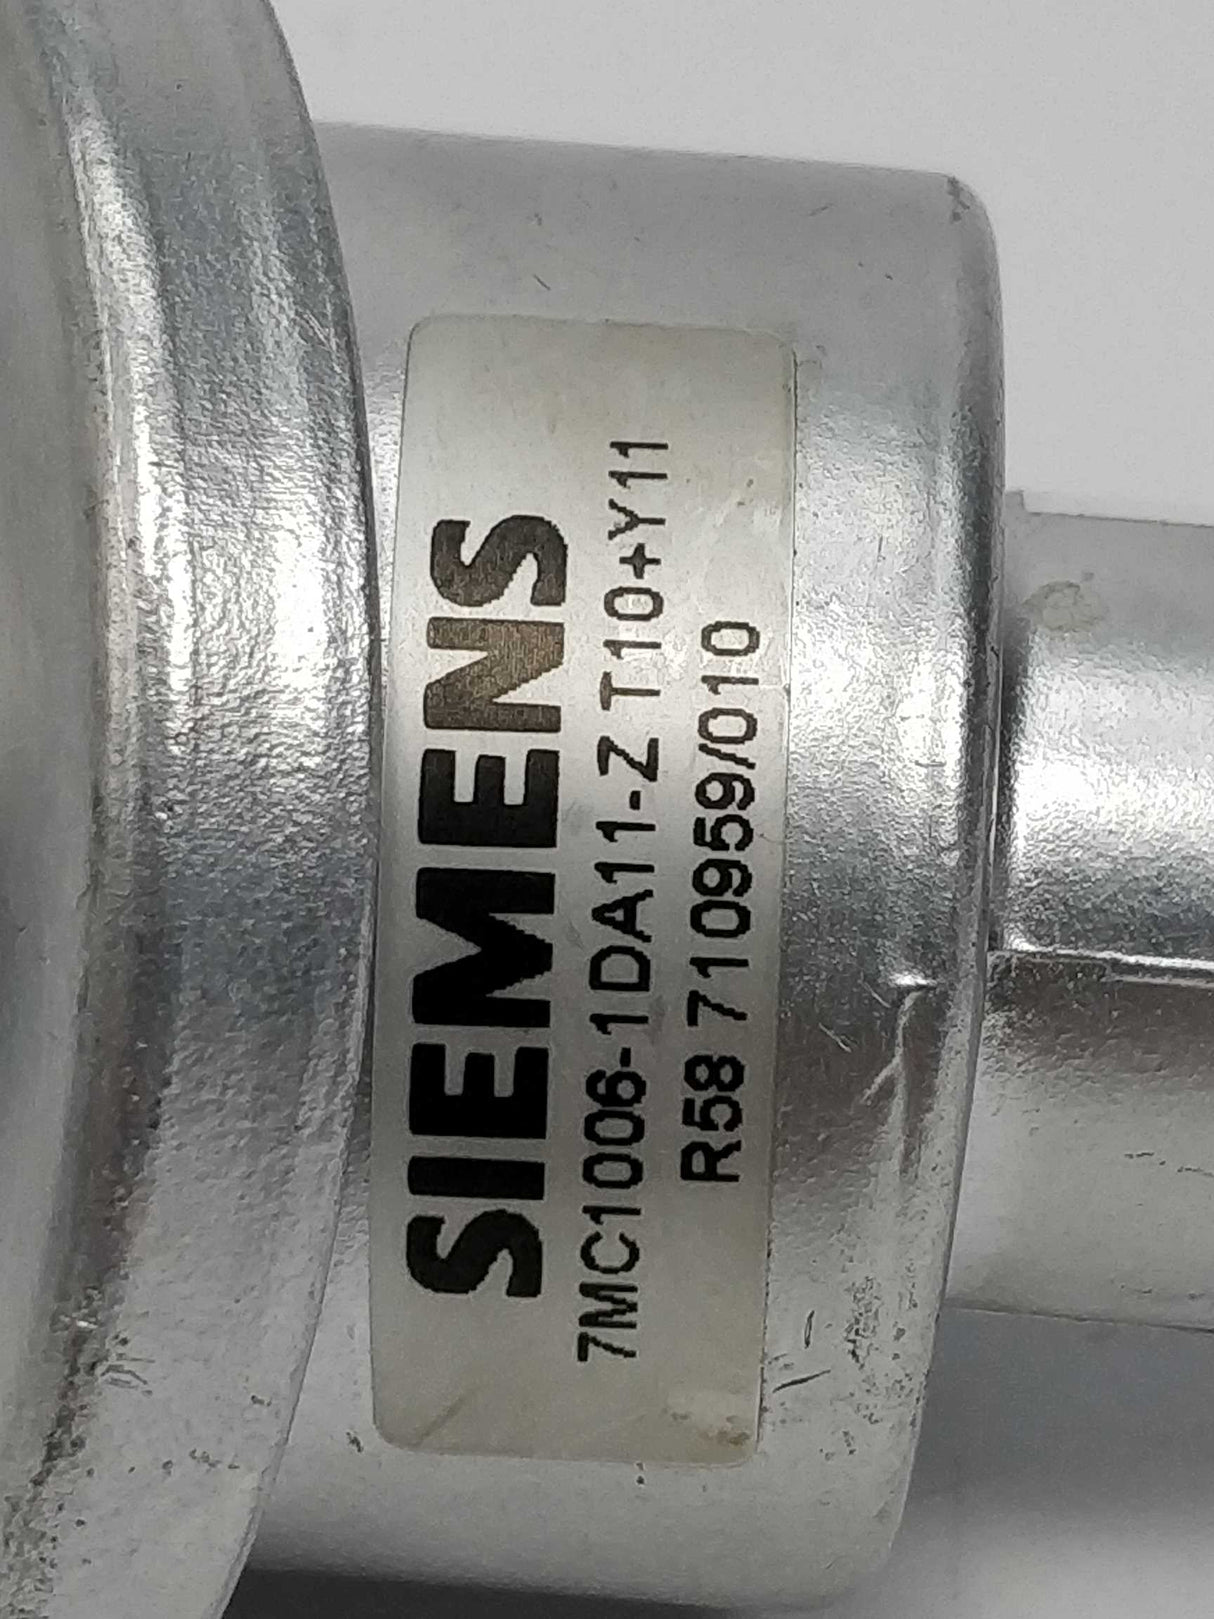 SIEMENS
7MC1006-1DA11-Z T10+Y11
R58 710959/010